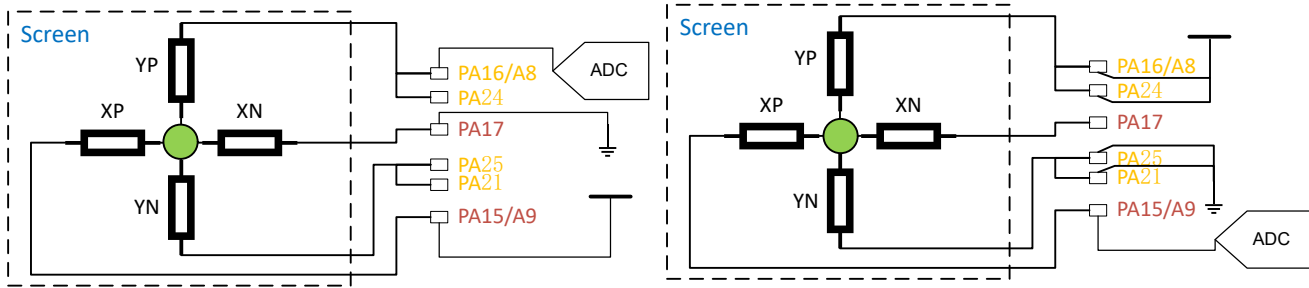 Screen
YP
XP
XN
YN
PA16/A8
PA24
PA17
PA25
PA21
PA15/A9
ADC
Screen
YP
XP
XN
YN
PA16/A8
PA24
PA17
PA25
PA21
PA15/A9
ADC